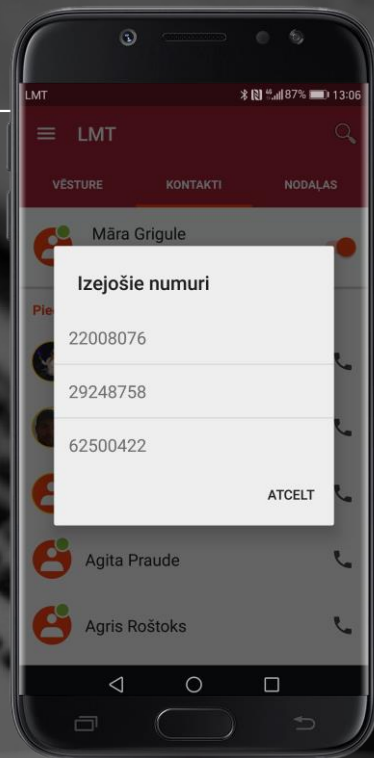 LMT 87% 13:06
LMT
VĒSTURE KONTAKTI NODAĻAS
Māra Grigule
Izejošie numuri
Pie
22008076
29248758
62500422
ATCELT
Agita Praude
Agris Roštoks